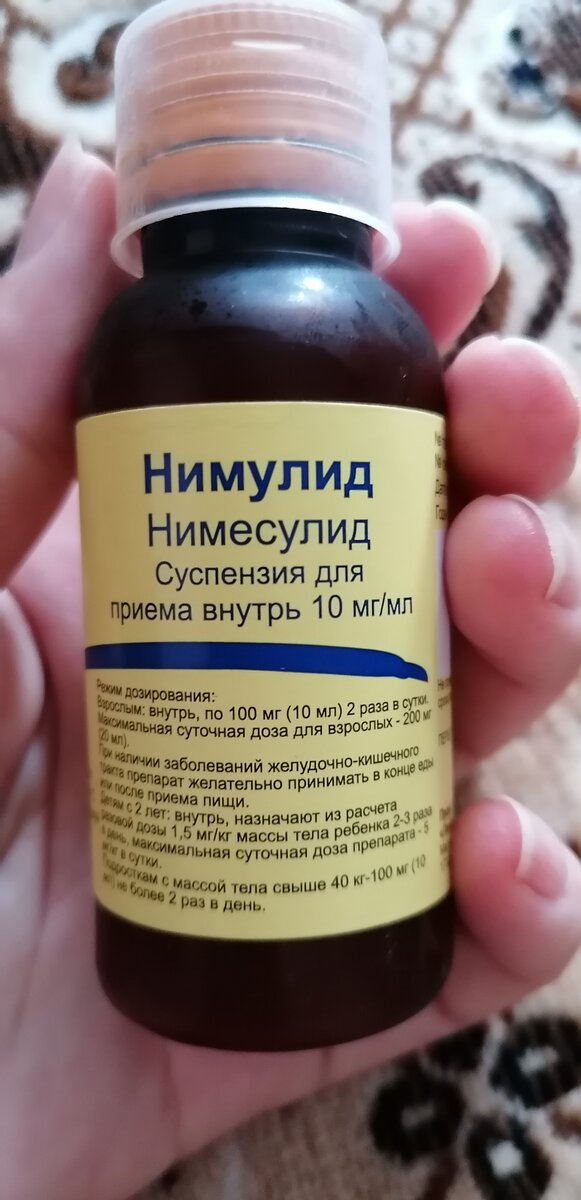 Нимулид
Нимесулид
Суспензия для
приема внутрь 10 мг/мл
Режим дозирования:
Взрослым: внутрь, по 100 мг (10 мл) 2 раза в сутки.
Максимальная суточная доза для взрослых - 200 мг
(20 мл).
При наличии заболеваний желудочно-кишечного
тракта препарат желательно принимать в конце еды
или после приема пищи.
Детям с 2 лет: внутрь, назначают из расчета
разовой дозы 1,5 мг/кг массы тела ребенка 2-3 раза
в день, максимальная суточная доза препарата - 5
мг/кг в сутки.
Подросткам с массой тела свыше 40 кг-100 мг (10
мл) не более 2 раз в день.